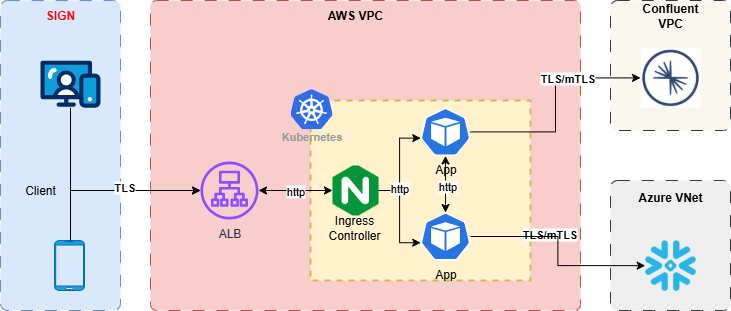 SIGN
AWS VPC
Confluent
VPC
TLS/mTLS
Kubernetes
App
Client
TLS
http
http
http
N
Ingress
Controller
ALB
Azure VNet
TLS/mTLS
App